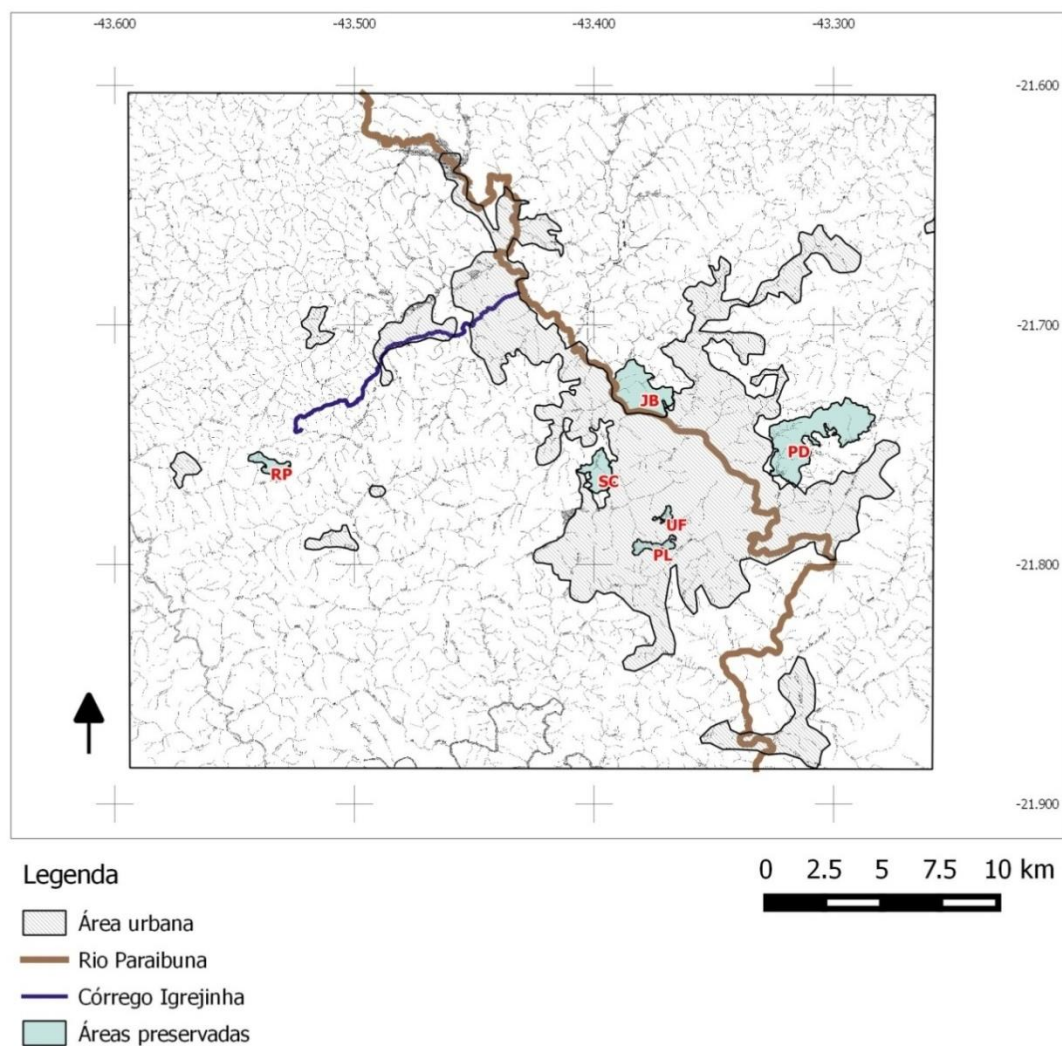 -43.600 -43.500 -43.400 -43.300
-21.600
-21.700
JB
PD
RP
SC
UF
PL
-21.800
-21.900
Legenda
0 2.5 5 7.5 10 km
Área urbana
Rio Paraibuna
Córrego Igrejinha
Áreas preservadas